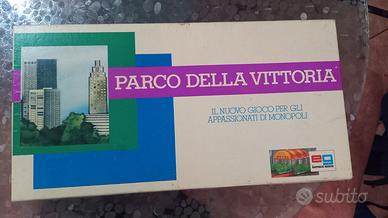 PARCO DELLA VITTORIA
IL NUOVO GIOCO PER GLI
APPASSIONATI DI MONOPOLI
subito